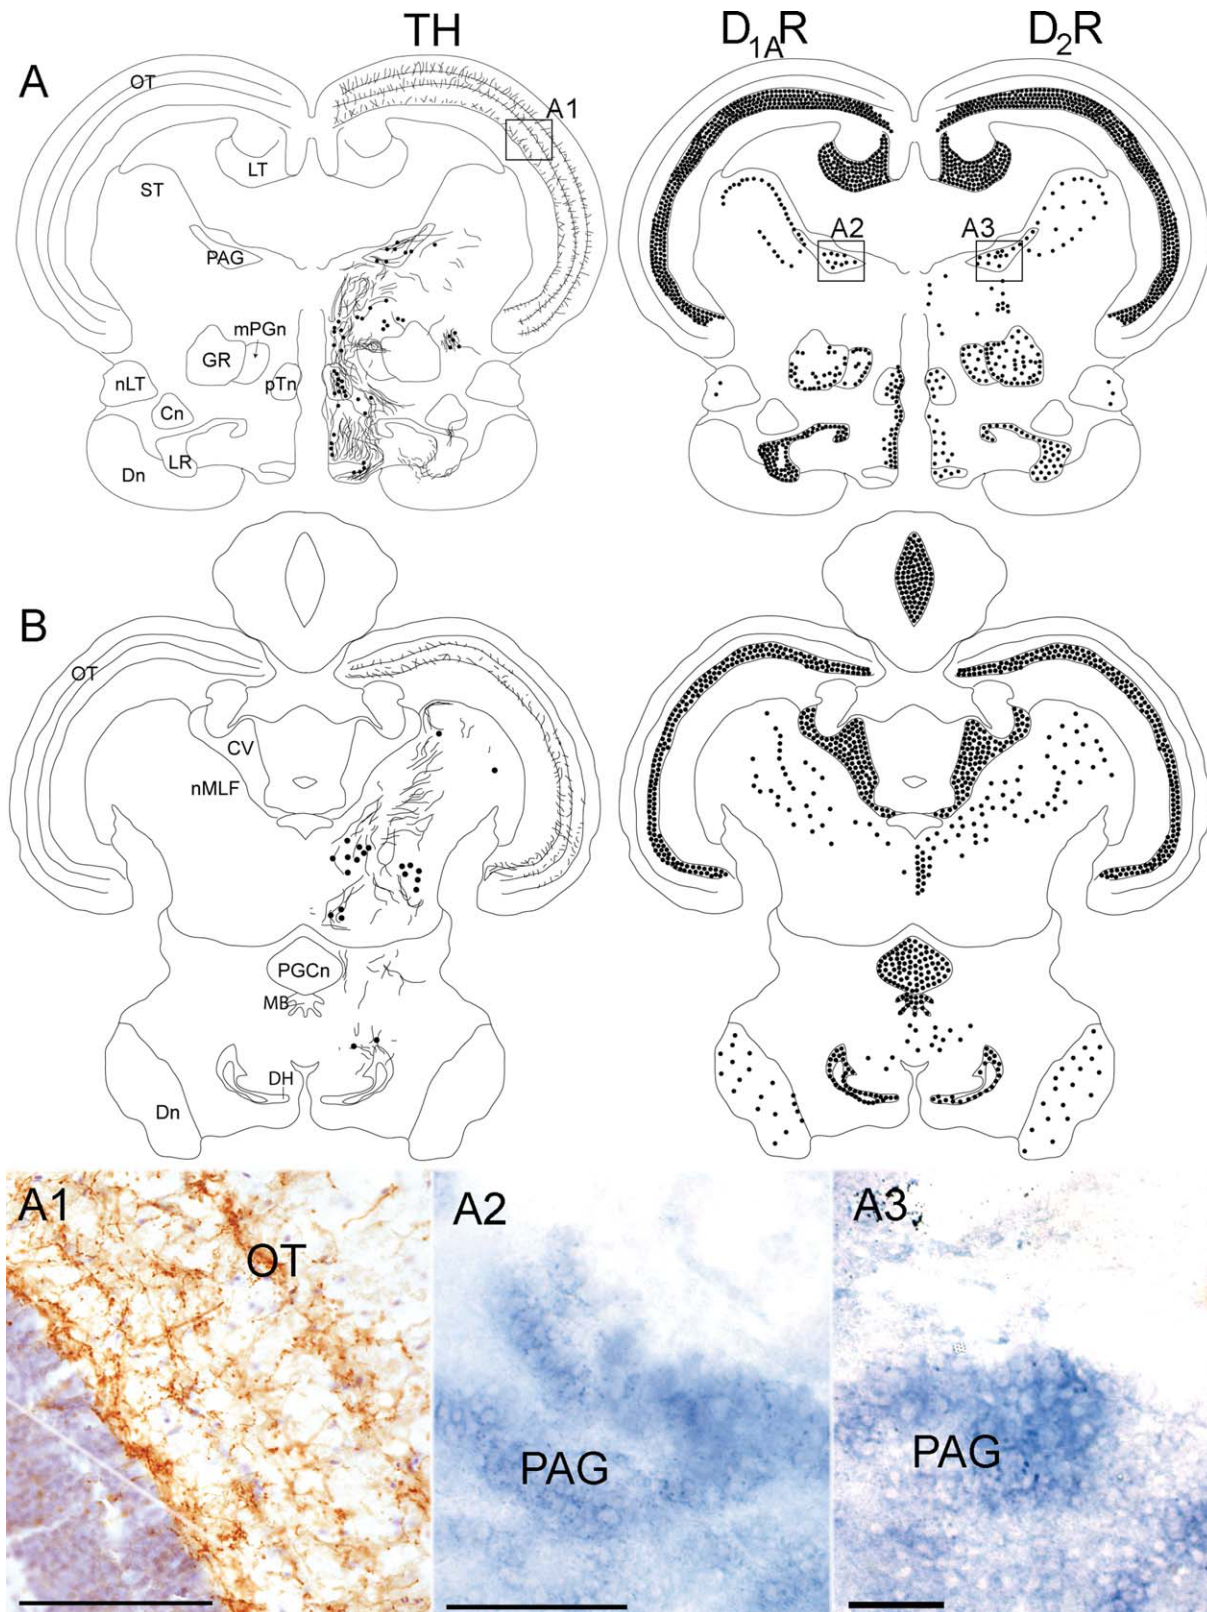 TH
D1AR
D2R
A
OT
A1
LT
ST
PAG
A2
A3
mPGn
GR
nLT
pTn
Cn
LR
Dn
B
OT
CV
nMLF
PGCn
MB
DH
Dn
A1
OT
A2
PAG
A3
PAG